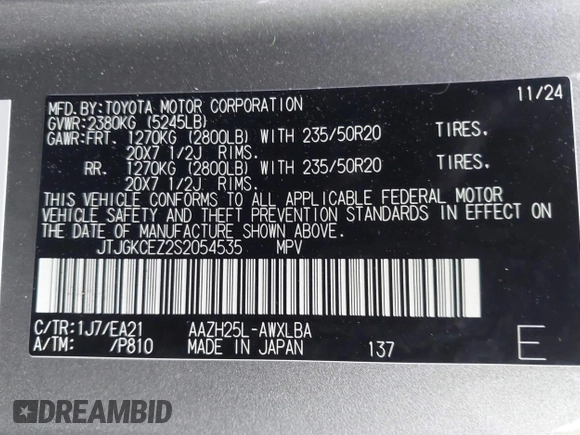 MFD.BY:TOYOTA MOTOR CORPORATION 11/24
GVWR:2380KG (5245LB)
GAWR:FRT. 1270KG (2800LB) WITH 235/50R20 TIRES.
20X7 1/2J RIMS.
RR. 1270KG (2800LB) WITH 235/50R20 TIRES.
20X7 1/2J RIMS.
THIS VEHICLE CONFORMS TO ALL APPLICABLE FEDERAL MOTOR
VEHICLE SAFETY AND THEFT PREVENTION STANDARDS IN EFFECT ON
THE DATE OF MANUFACTURE SHOWN ABOVE.
JTJGKCEZ2S2054535 MPV
C/TR:1J7/EA21 AAZH25L-AWXLBA
A/TM: /P810 MADE IN JAPAN 137 E
DREAMBID